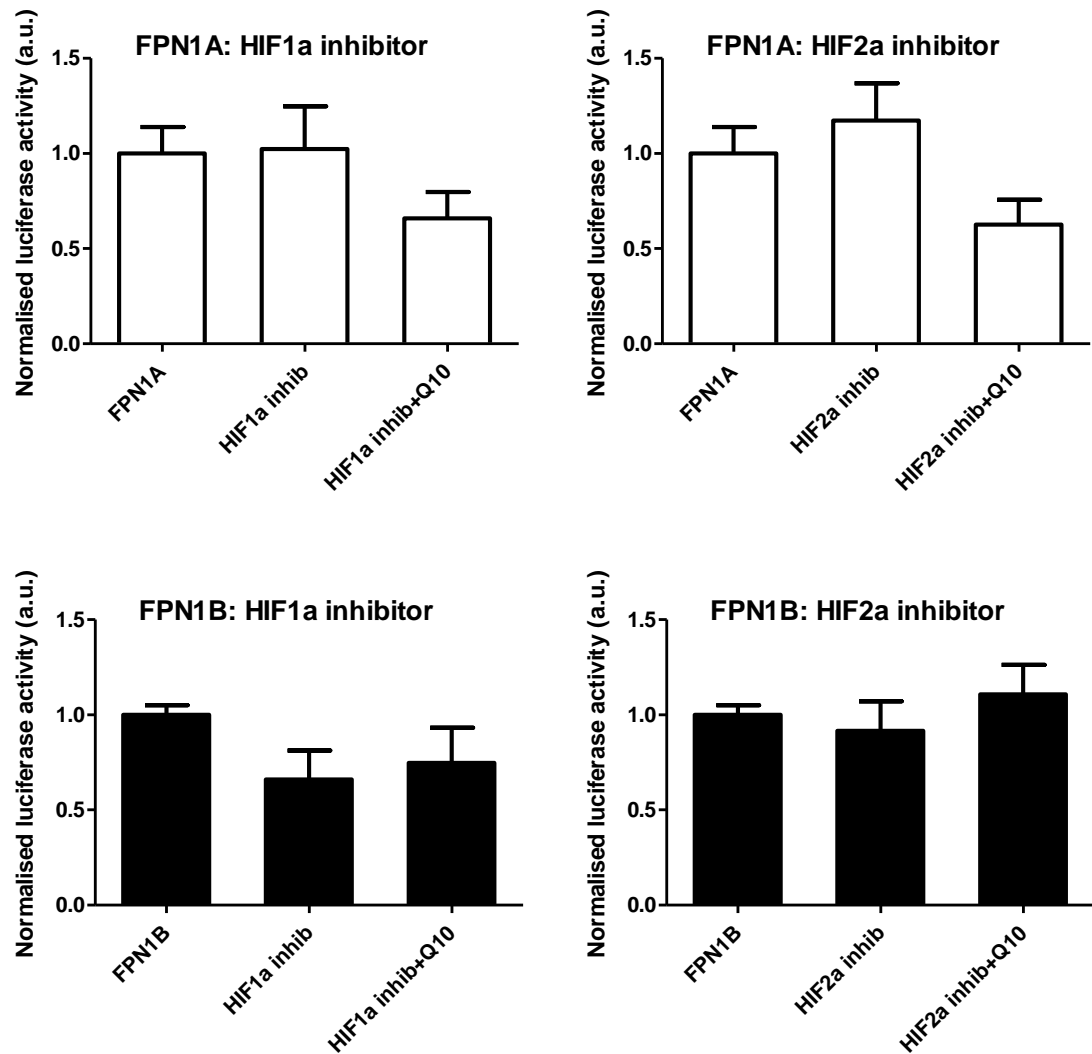 FPN1A: HIF1a inhibitor
Normalised luciferase activity (a.u.)
1.5
1.0
0.5
0.0
FPN1A
HIF1a inhib
HIF1a inhib+Q10
FPN1A: HIF2a inhibitor
Normalised luciferase activity (a.u.)
1.5
1.0
0.5
0.0
FPN1A
HIF2a inhib
HIF2a inhib+Q10
FPN1B: HIF1a inhibitor
Normalised luciferase activity (a.u.)
1.5
1.0
0.5
0.0
FPN1B
HIF1a inhib
HIF1a inhib+Q10
FPN1B: HIF2a inhibitor
Normalised luciferase activity (a.u.)
1.5
1.0
0.5
0.0
FPN1B
HIF2a inhib
HIF2a inhib+Q10